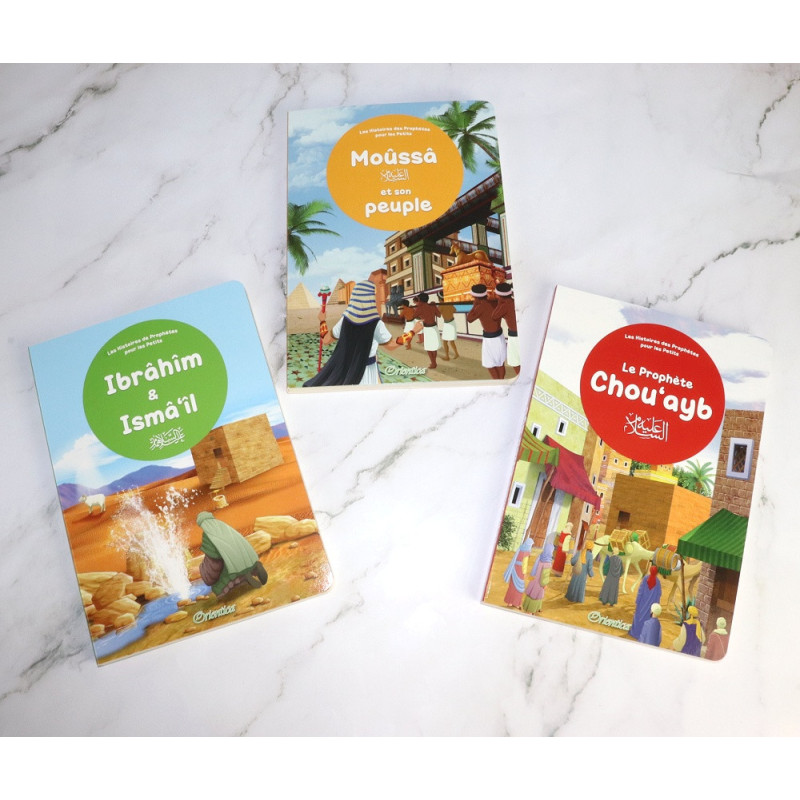 Les Histoires des Prophètes
pour les Petits
Moûssâ
عليه السلام
et son
peuple
Orientica
Les Histoires de Prophètes
pour les Petits
Ibrâhîm
&
Ismâ'îl
عليهما السلام
Orientica
Les Histoires des Prophètes
pour les Petits
Le Prophète
Chou'ayb
عليه السلام
Orientica